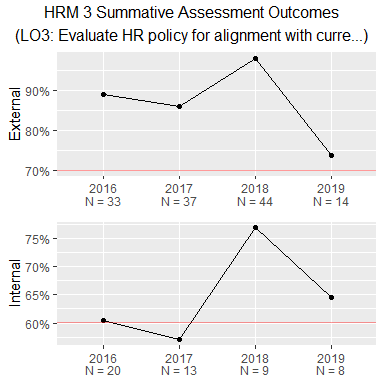 HRM 3 Summative Assessment Outcomes
(LO3: Evaluate HR policy for alignment with curre...)
External
90%
80%
70%
2016 2017 2018 2019
N = 33 N = 37 N = 44 N = 14
Internal
75%
70%
65%
60%
2016 2017 2018 2019
N = 20 N = 13 N = 9 N = 8